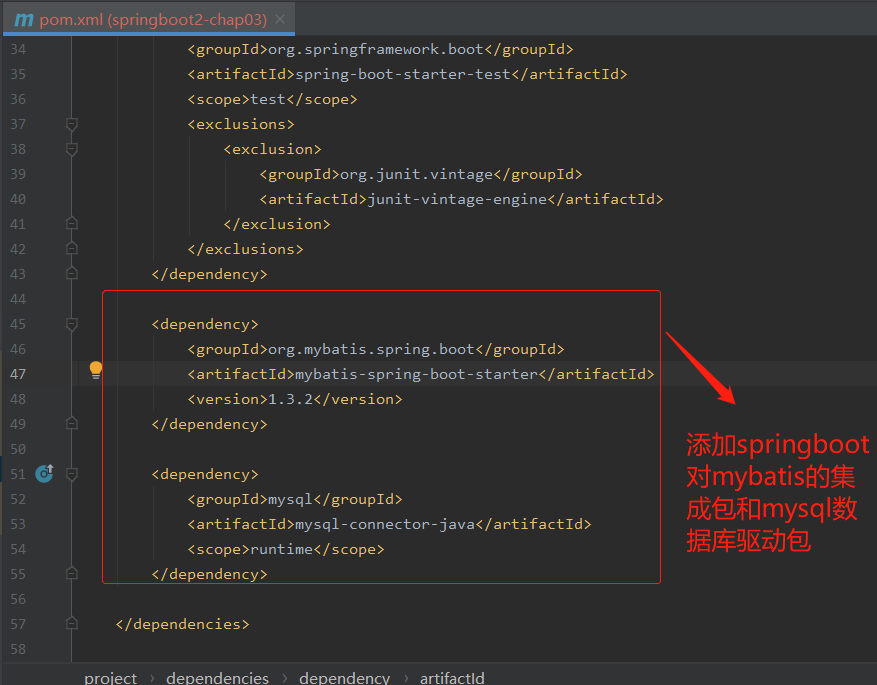 pom.xml (springboot2-chap03)
34 <groupId>org.springframework.boot</groupId>
35 <artifactId>spring-boot-starter-test</artifactId>
36 <scope>test</scope>
37 <exclusions>
38 <exclusion>
39 <groupId>org.junit.vintage</groupId>
40 <artifactId>junit-vintage-engine</artifactId>
41 </exclusion>
42 </exclusions>
43 </dependency>
44
45 <dependency>
46 <groupId>org.mybatis.spring.boot</groupId>
47 <artifactId>mybatis-spring-boot-starter</artifactId>
48 <version>1.3.2</version>
49 </dependency>
50
51 <dependency>
52 <groupId>mysql</groupId>
53 <artifactId>mysql-connector-java</artifactId>
54 <scope>runtime</scope>
55 </dependency>
56
57 </dependencies>
58
添加springboot
对mybatis的集
成包和mysql数
据库驱动包
project › dependencies › dependency › artifactId